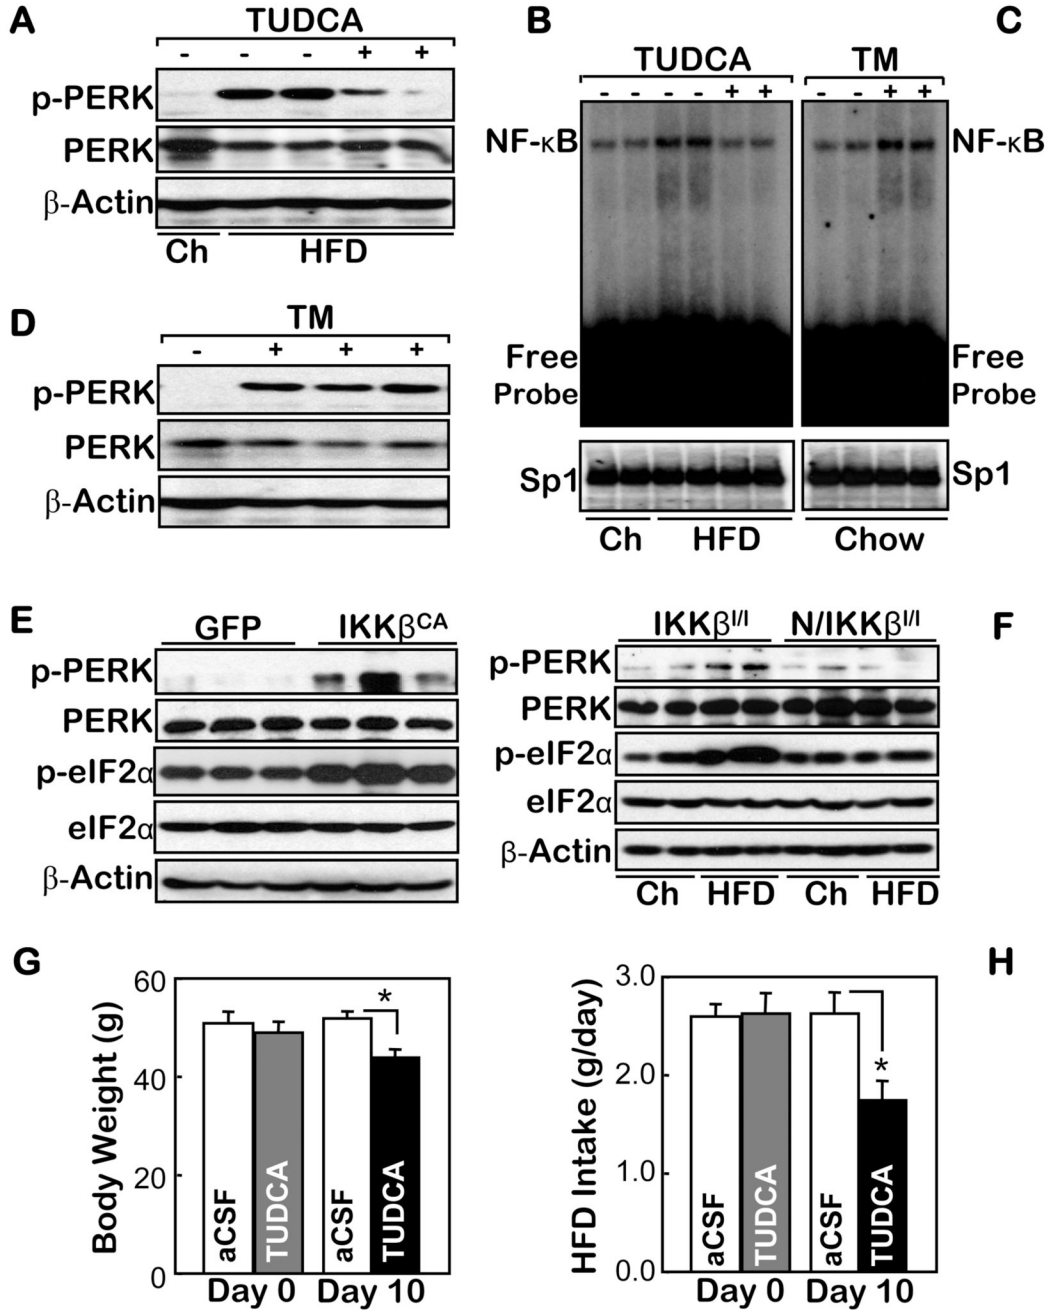 A
TUDCA
- - - + +
p-PERK
PERK
β-Actin
Ch HFD
B
C
TUDCA TM
- - - - + + - - + +
NF-κB NF-κB
Free Free
Probe Probe
Sp1 Sp1
Ch HFD Chow
D
TM
- + + +
p-PERK
PERK
β-Actin
E
GFP IKKβCA
p-PERK
PERK
p-eIF2α
eIF2α
β-Actin
F
IKKβl/l N/IKKβl/l
p-PERK
PERK
p-eIF2α
eIF2α
β-Actin
Ch HFD Ch HFD
G
Body Weight (g)
60
40
20
0
*
aCSF TUDCA aCSF TUDCA
Day 0 Day 10
H
HFD Intake (g/day)
3.0
2.0
1.0
0.0
*
aCSF TUDCA aCSF TUDCA
Day 0 Day 10